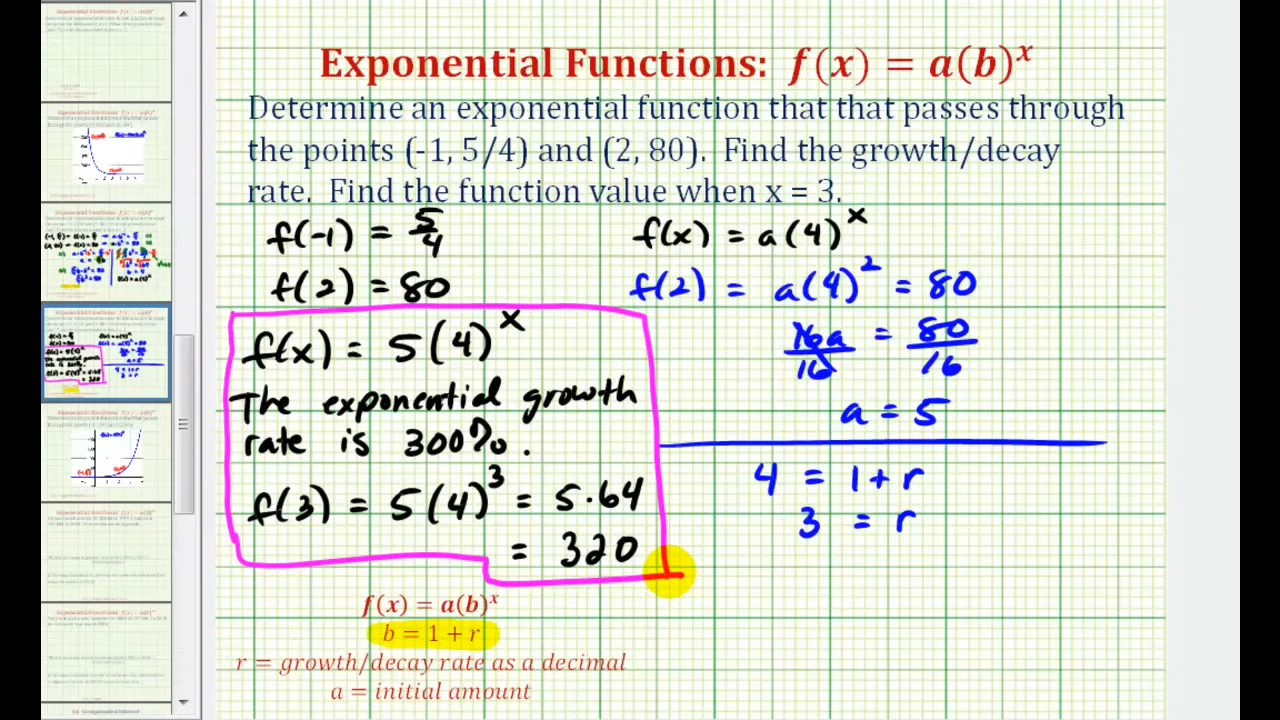 Exponential Functions: f(x) = a(b)^x
Determine an exponential function that that passes through
the points (-1, 5/4) and (2, 80). Find the growth/decay
rate. Find the function value when x = 3.
f(-1) = 5/4
f(2) = 80
f(x) = 5(4)^x
The exponential growth
rate is 300%.
f(3) = 5(4)^3 = 5·64
= 320
f(x) = a(4)^x
f(2) = a(4)^2 = 80
16a/16 = 80/16
a = 5
4 = 1+r
3 = r
f(x) = a(b)^x
b = 1 + r
r = growth/decay rate as a decimal
a = initial amount